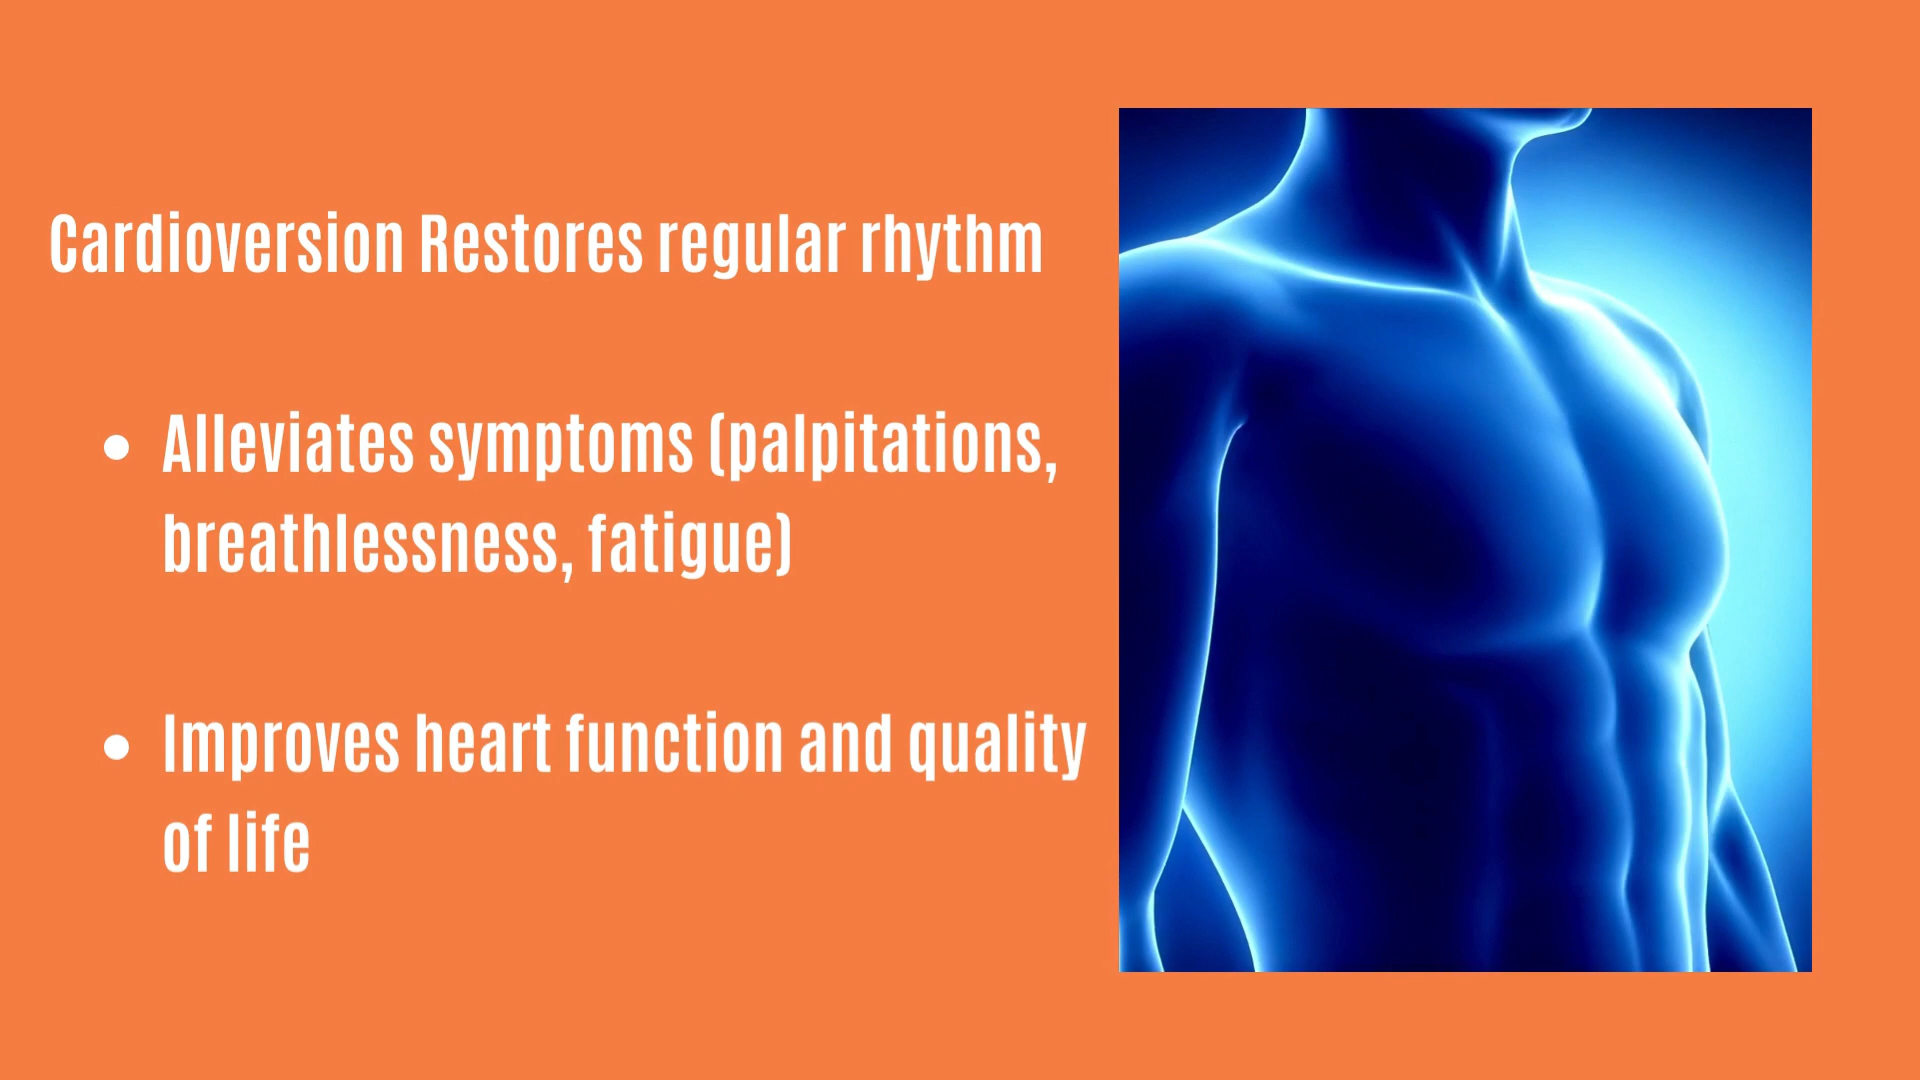 Cardioversion Restores regular rhythm
• Alleviates symptoms (palpitations,
breathlessness, fatigue)
• Improves heart function and quality
of life